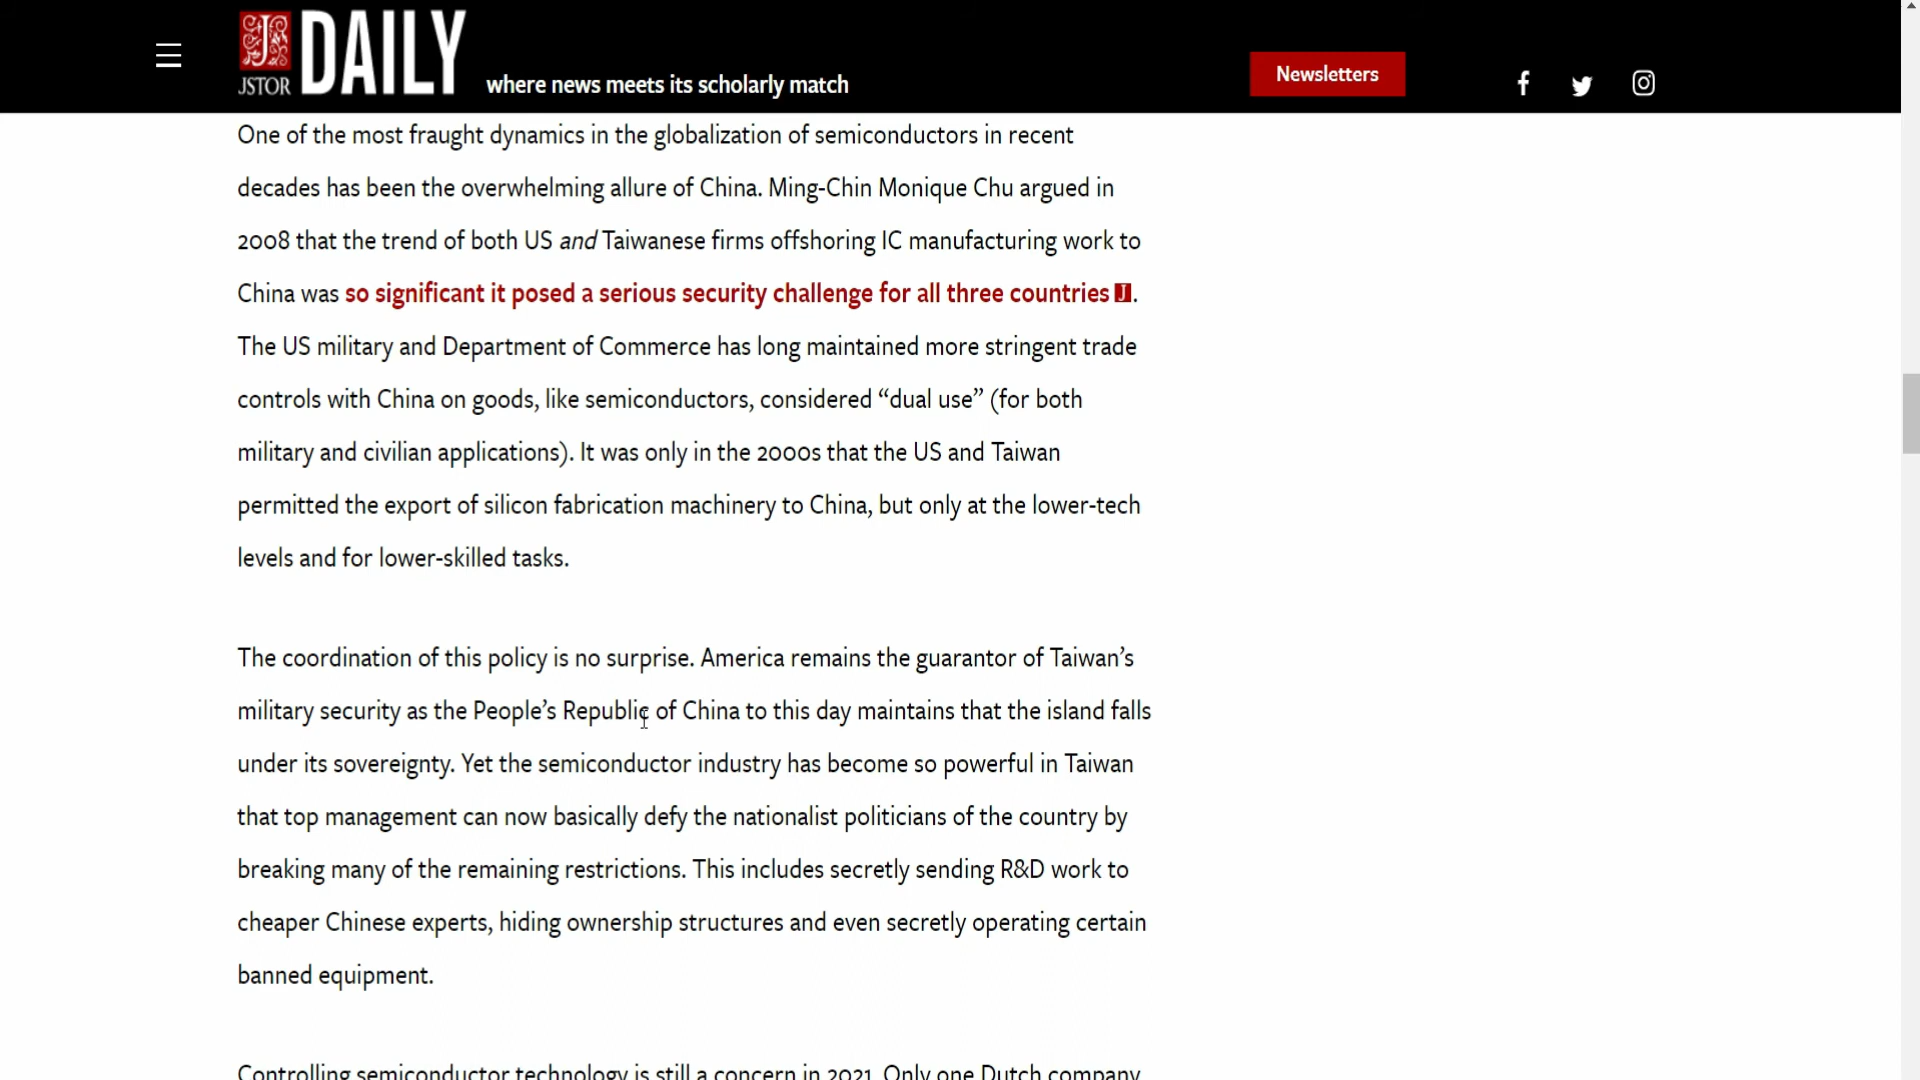 JSTOR DAILY where news meets its scholarly match
Newsletters
One of the most fraught dynamics in the globalization of semiconductors in recent
decades has been the overwhelming allure of China. Ming-Chin Monique Chu argued in
2008 that the trend of both US and Taiwanese firms offshoring IC manufacturing work to
China was so significant it posed a serious security challenge for all three countries J.
The US military and Department of Commerce has long maintained more stringent trade
controls with China on goods, like semiconductors, considered “dual use” (for both
military and civilian applications). It was only in the 2000s that the US and Taiwan
permitted the export of silicon fabrication machinery to China, but only at the lower-tech
levels and for lower-skilled tasks.
The coordination of this policy is no surprise. America remains the guarantor of Taiwan’s
military security as the People’s Republic of China to this day maintains that the island falls
under its sovereignty. Yet the semiconductor industry has become so powerful in Taiwan
that top management can now basically defy the nationalist politicians of the country by
breaking many of the remaining restrictions. This includes secretly sending R&D work to
cheaper Chinese experts, hiding ownership structures and even secretly operating certain
banned equipment.
Controlling semiconductor technology is still a concern in 2021. Only one Dutch company